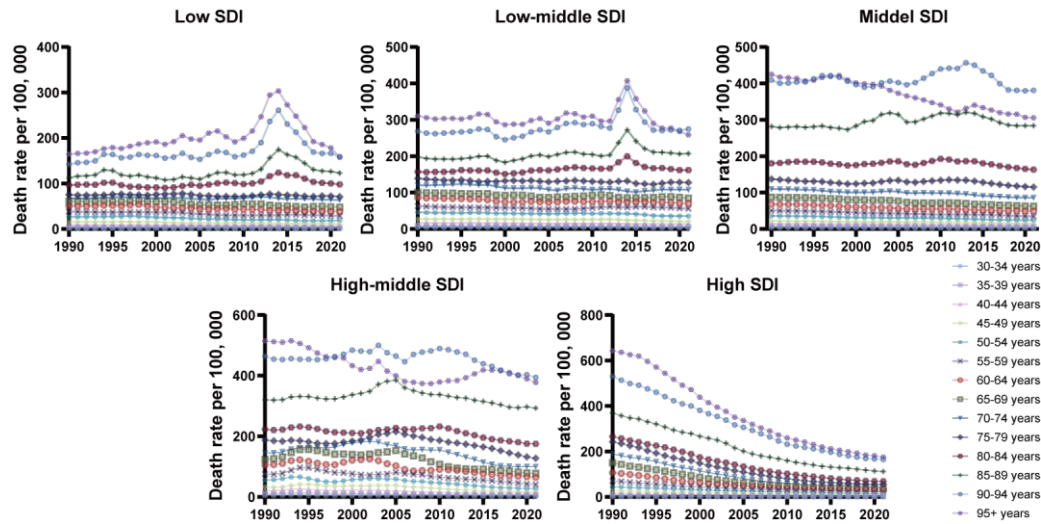 Low SDI
Death rate per 100, 000
400
300
200
100
0
1990 1995 2000 2005 2010 2015 2020
Low-middle SDI
Death rate per 100, 000
500
400
300
200
100
0
1990 1995 2000 2005 2010 2015 2020
Middel SDI
Death rate per 100, 000
500
400
300
200
100
0
1990 1995 2000 2005 2010 2015 2020
High-middle SDI
Death rate per 100, 000
600
400
200
0
1990 1995 2000 2005 2010 2015 2020
High SDI
Death rate per 100, 000
800
600
400
200
0
1990 1995 2000 2005 2010 2015 2020
30-34 years
35-39 years
40-44 years
45-49 years
50-54 years
55-59 years
60-64 years
65-69 years
70-74 years
75-79 years
80-84 years
85-89 years
90-94 years
95+ years